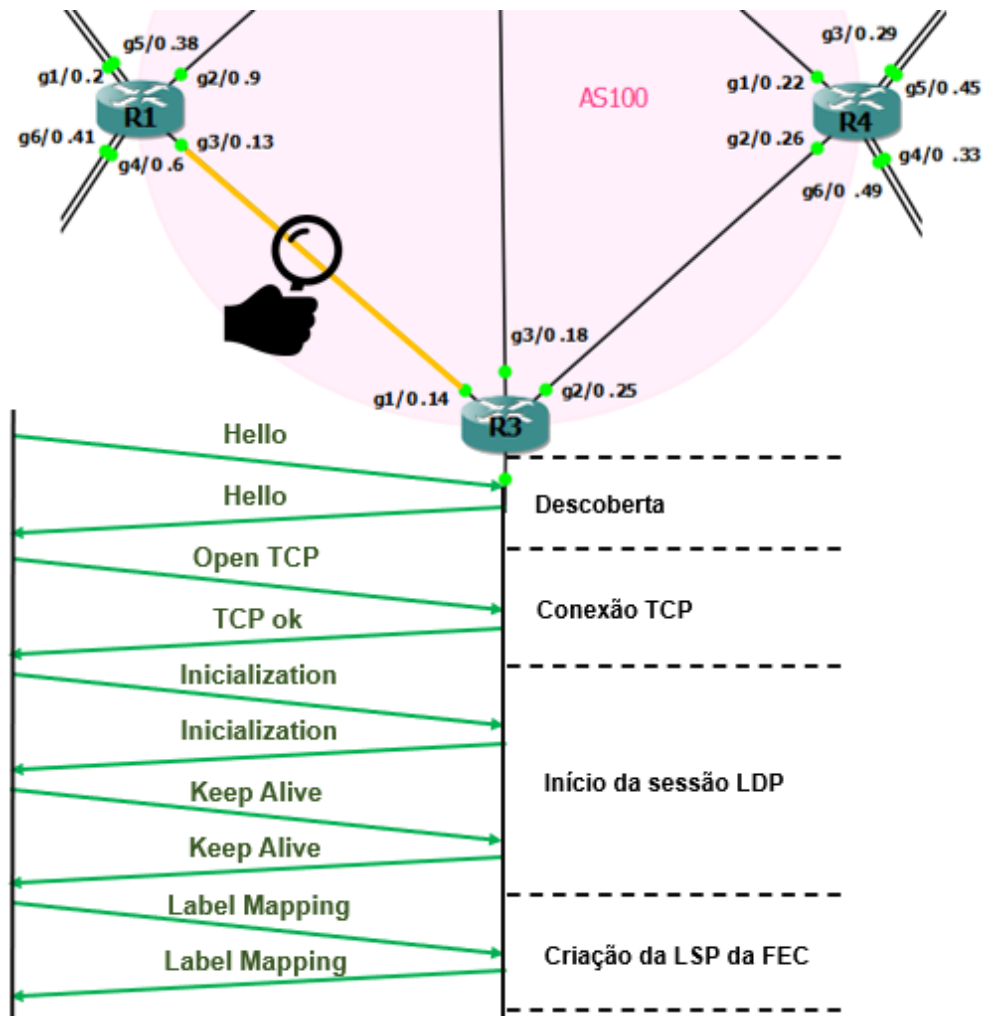 g5/0 .38
g1/0 .2
g2/0 .9
R1
g6/0 .41
g3/0 .13
g4/0 .6
AS100
g3/0 .29
g1/0 .22
g5/0 .45
R4
g2/0 .26
g4/0 .33
g6/0 .49
g3/0 .18
g1/0 .14
g2/0 .25
R3
Hello
Hello
Descoberta
Open TCP
TCP ok
Conexão TCP
Inicialization
Inicialization
Keep Alive
Keep Alive
Início da sessão LDP
Label Mapping
Label Mapping
Criação da LSP da FEC